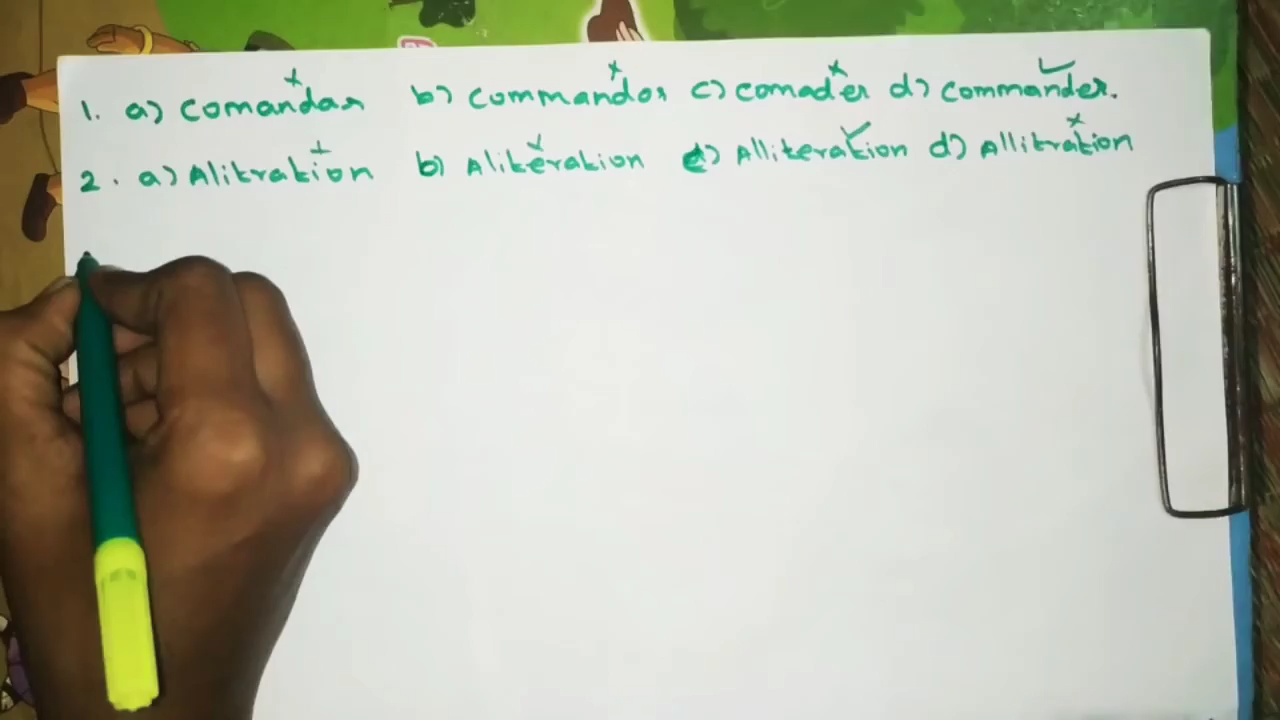 1. a) comandar b) commandor c) comader d) commander.
2. a) Alitration b) Aliteration c) Alliteration d) Allitration